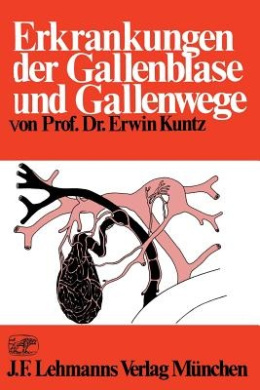 Erkrankungen
der Gallenblase
und Gallenwege
von Prof. Dr. Erwin Kuntz
J.F. Lehmanns Verlag München